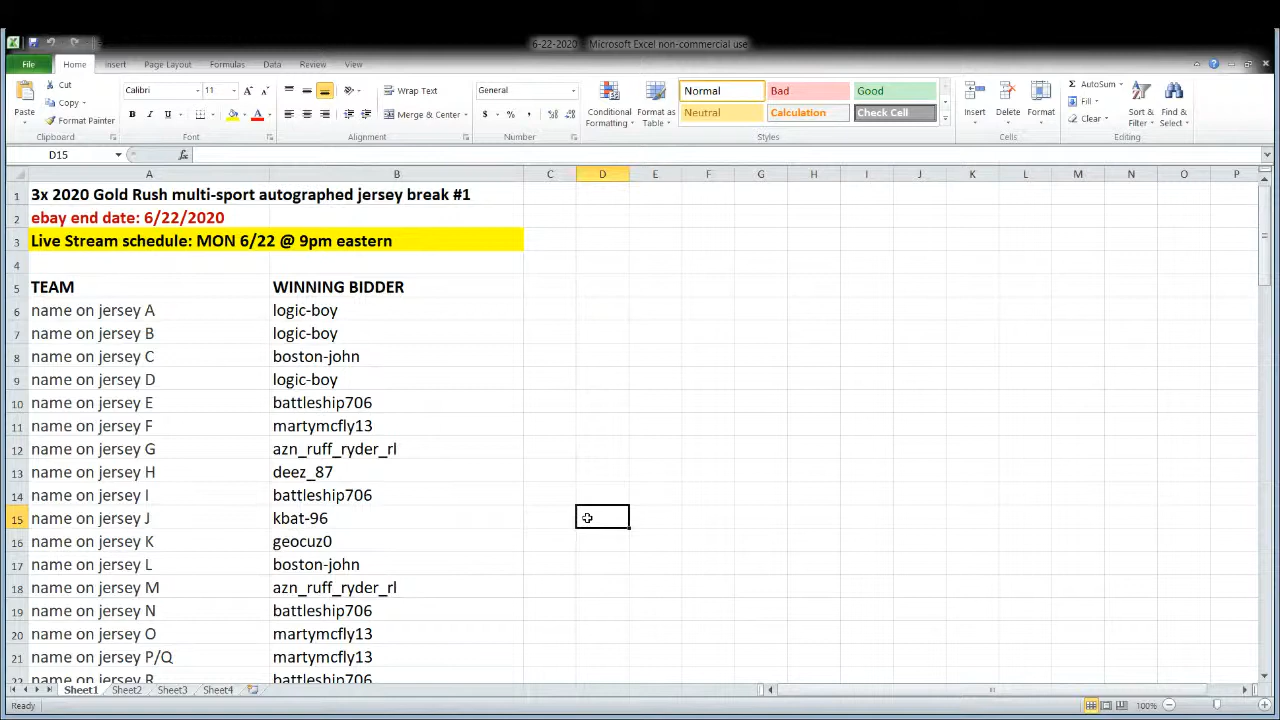 6-22-2020 - Microsoft Excel non-commercial use
File Home Insert Page Layout Formulas Data Review View
Cut Calibri 11 Wrap Text General Normal Bad Good AutoSum
Copy Fill
Paste Format Painter Merge & Center Conditional Formatting Format as Table Neutral Calculation Check Cell Insert Delete Format Clear Sort & Filter Find & Select
Clipboard Font Alignment Number Styles Cells Editing
D15 fx
A B C D E F G H I J K L M N O P
1 3x 2020 Gold Rush multi-sport autographed jersey break #1
2 ebay end date: 6/22/2020
3 Live Stream schedule: MON 6/22 @ 9pm eastern
4
5 TEAM WINNING BIDDER
6 name on jersey A logic-boy
7 name on jersey B logic-boy
8 name on jersey C boston-john
9 name on jersey D logic-boy
10 name on jersey E battleship706
11 name on jersey F martymcfly13
12 name on jersey G azn_ruff_ryder_rl
13 name on jersey H deez_87
14 name on jersey I battleship706
15 name on jersey J kbat-96
16 name on jersey K geocuz0
17 name on jersey L boston-john
18 name on jersey M azn_ruff_ryder_rl
19 name on jersey N battleship706
20 name on jersey O martymcfly13
21 name on jersey P/Q martymcfly13
22 name on jersey R battleship706
Sheet1 Sheet2 Sheet3 Sheet4
Ready 100%